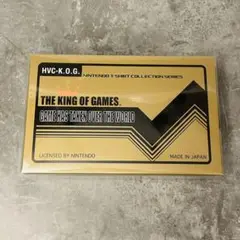 HVC-K.O.G.
NINTENDO T-SHIRT COLLECTION SERIES
THE KING OF GAMES.
GAME HAS TAKEN OVER THE WORLD
LICENSED BY NINTENDO
MADE IN JAPAN